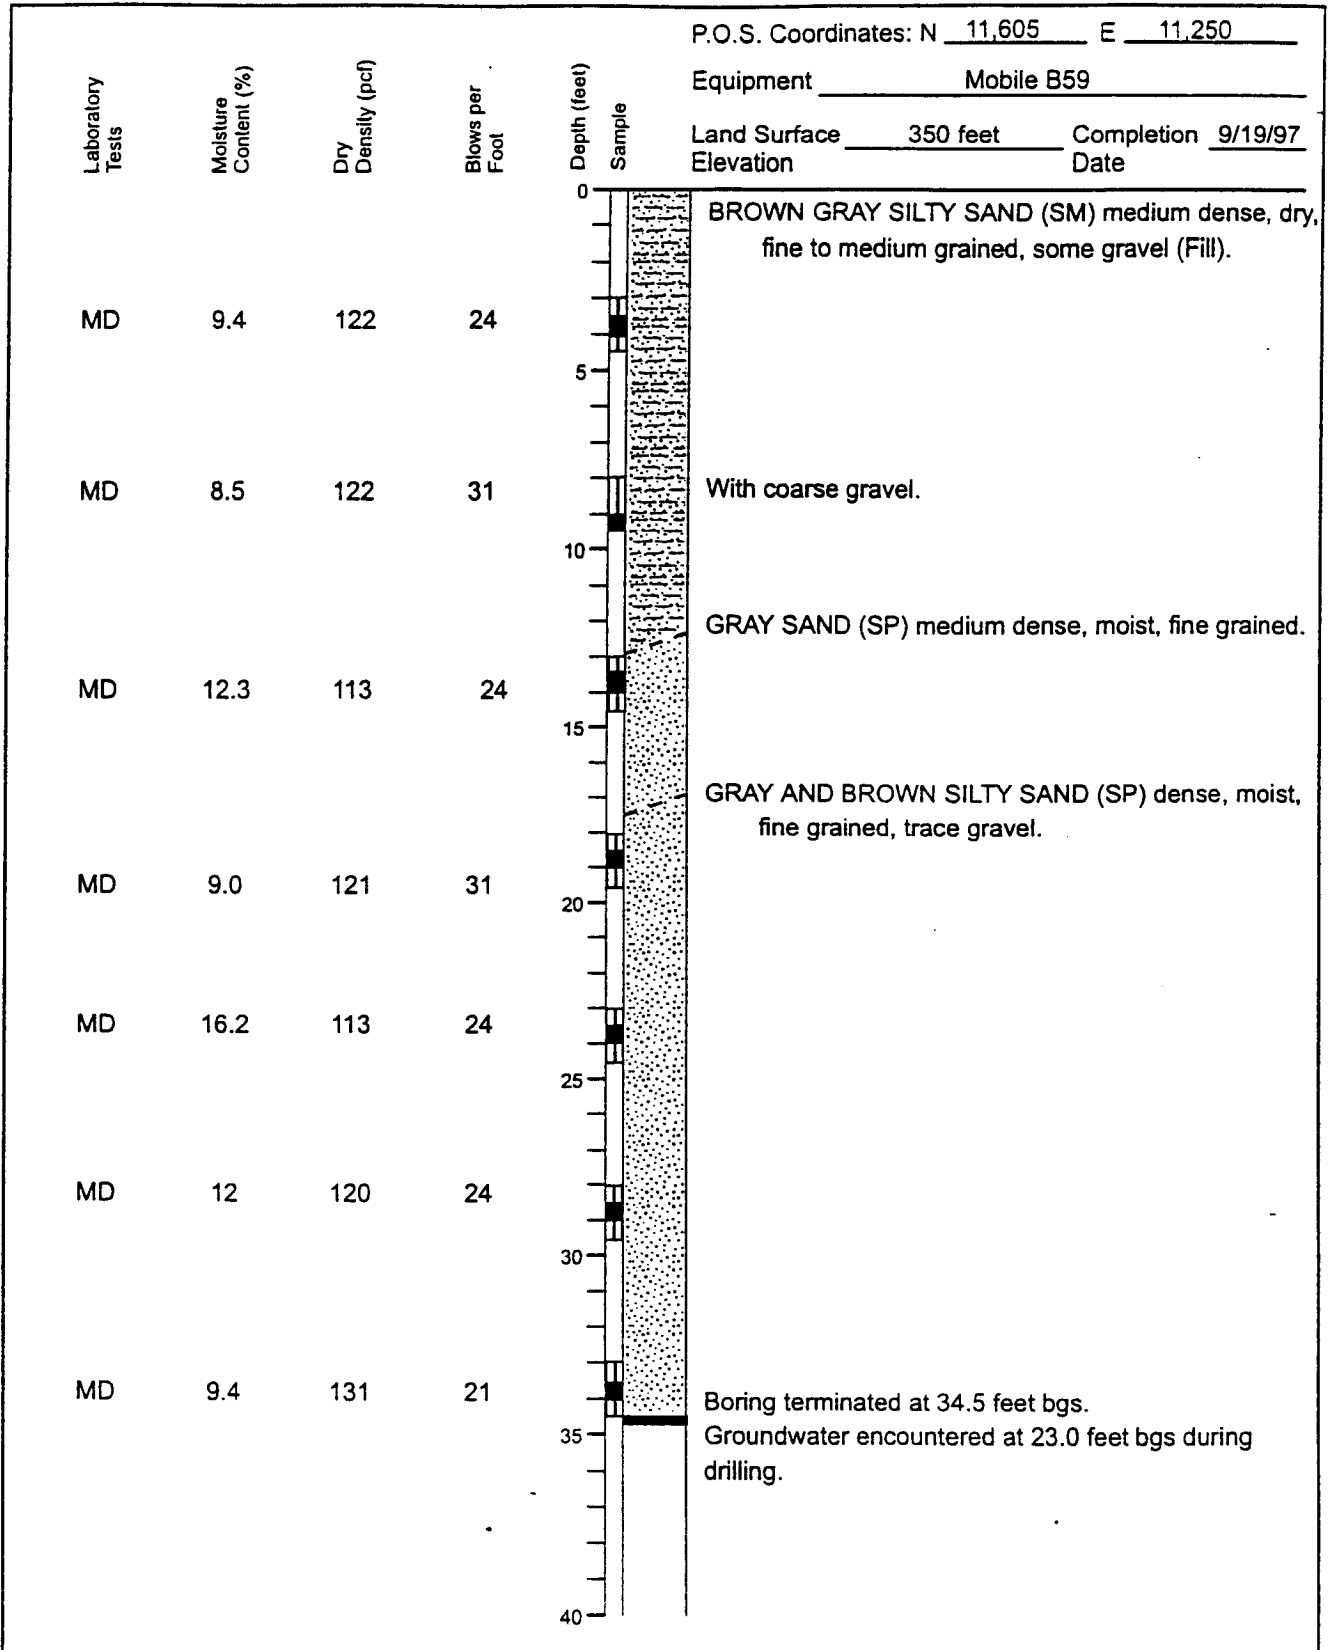 P.O.S. Coordinates: N 11,605 E 11,250
Equipment Mobile B59
Land Surface 350 feet Completion 9/19/97
Elevation Date
Laboratory
Tests
Moisture
Content (%)
Dry
Density (pcf)
Blows per
Foot
Depth (feet)
Sample
0
BROWN GRAY SILTY SAND (SM) medium dense, dry,
fine to medium grained, some gravel (Fill).
MD 9.4 122 24
5
MD 8.5 122 31 With coarse gravel.
10
GRAY SAND (SP) medium dense, moist, fine grained.
MD 12.3 113 24
15
GRAY AND BROWN SILTY SAND (SP) dense, moist,
fine grained, trace gravel.
MD 9.0 121 31
20
MD 16.2 113 24
25
MD 12 120 24
30
MD 9.4 131 21
Boring terminated at 34.5 feet bgs.
35
Groundwater encountered at 23.0 feet bgs during
drilling.
40